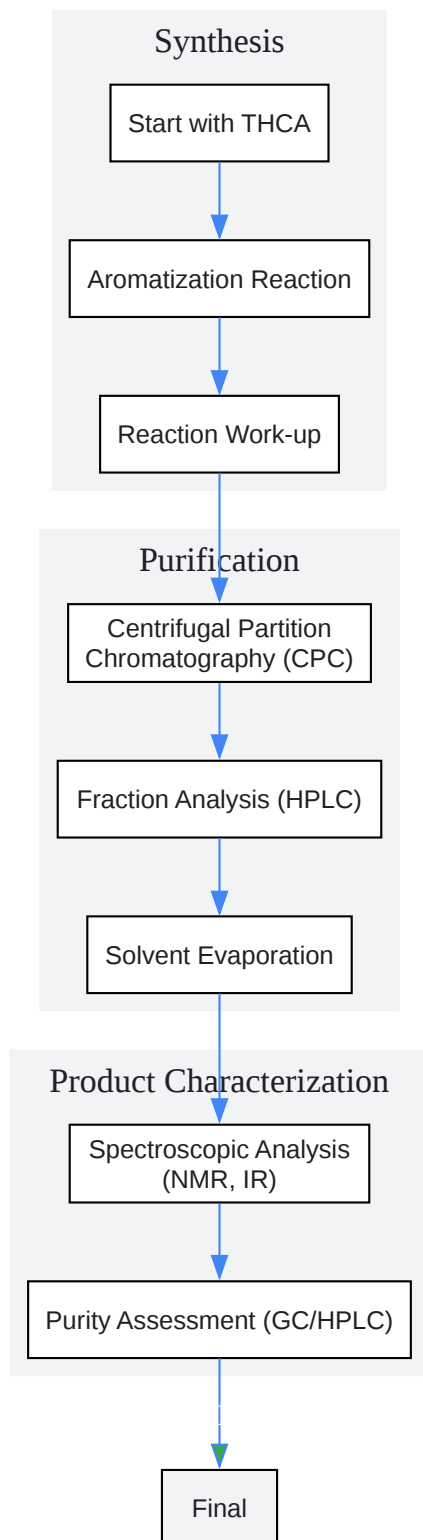 Synthesis
Start with THCA
Aromatization Reaction
Reaction Work-up
Purification
Centrifugal Partition
Chromatography (CPC)
Fraction Analysis (HPLC)
Solvent Evaporation
Product Characterization
Spectroscopic Analysis
(NMR, IR)
Purity Assessment (GC/HPLC)
Final